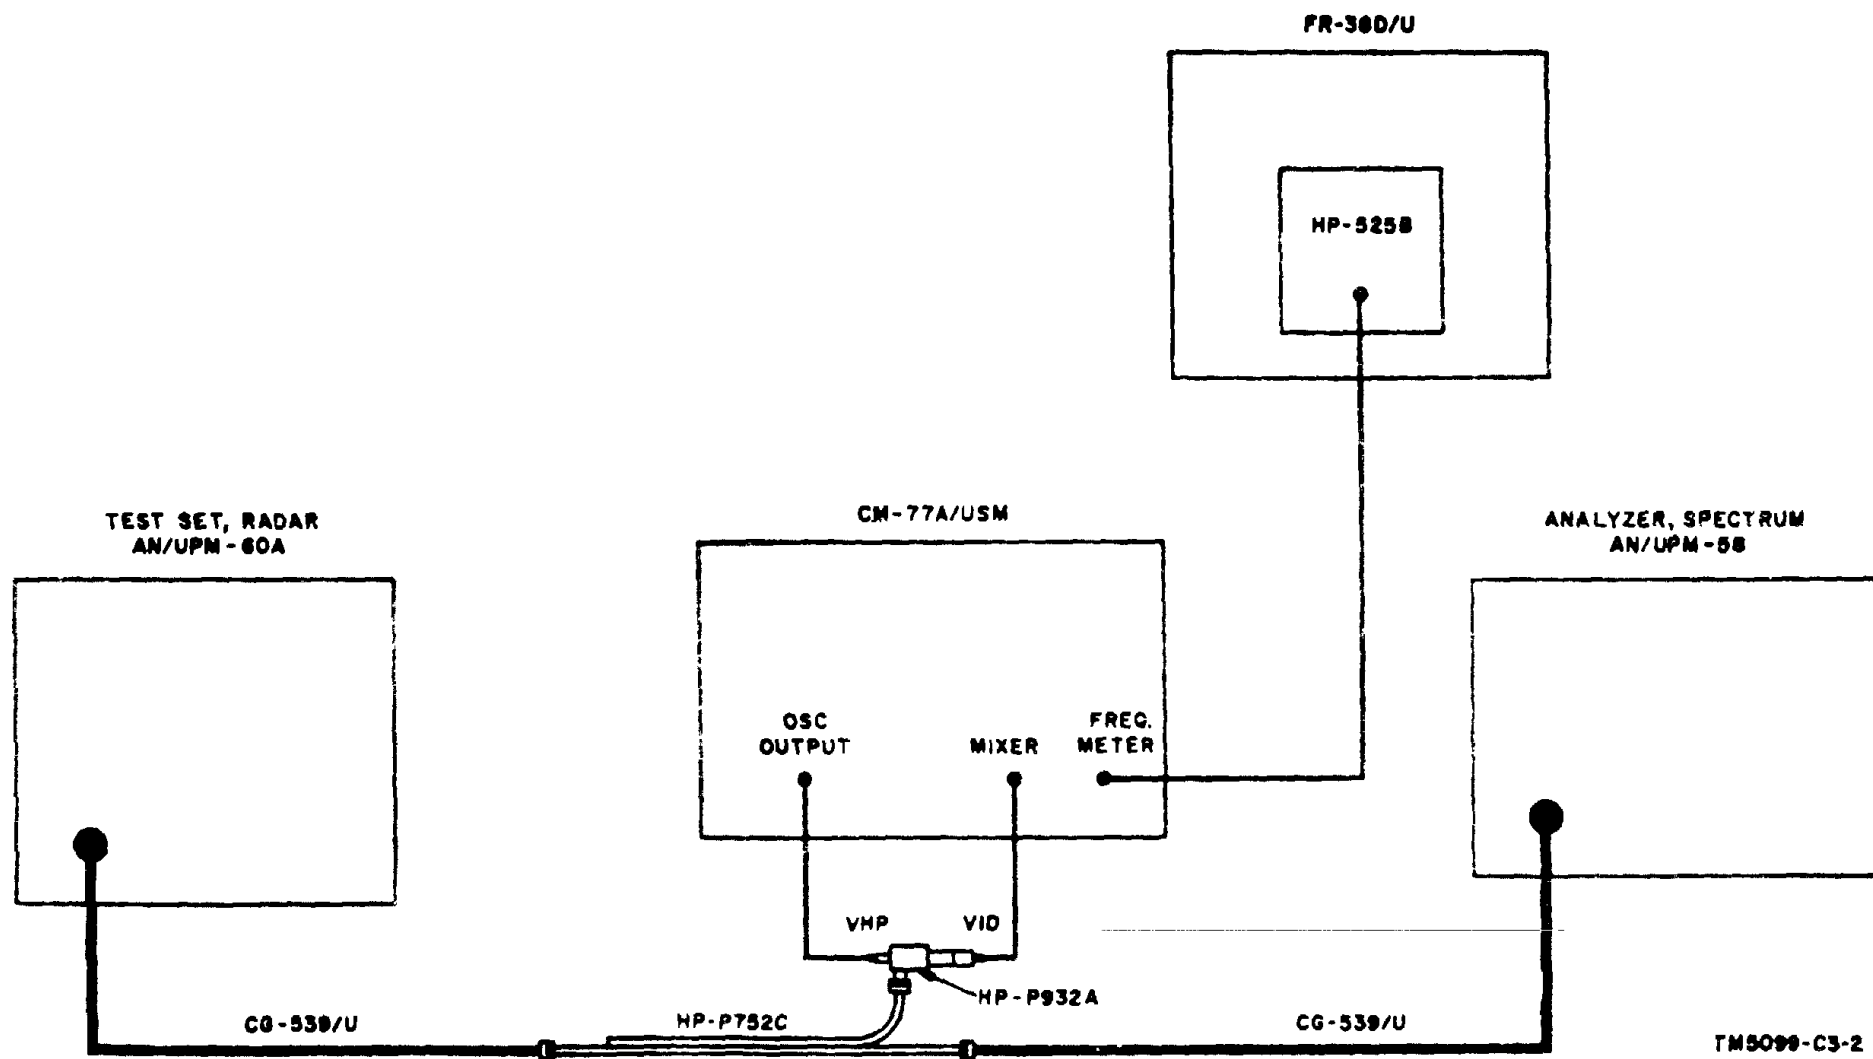 FR-38D/U
HP-525B
TEST SET, RADAR
AN/UPM-60A
CM-77A/USM
ANALYZER, SPECTRUM
AN/UPM-58
OSC
OUTPUT
MIXER
FREQ.
METER
VHP
VID
HP-P932A
CG-539/U
HP-P752C
CG-539/U
TM5099-C3-2